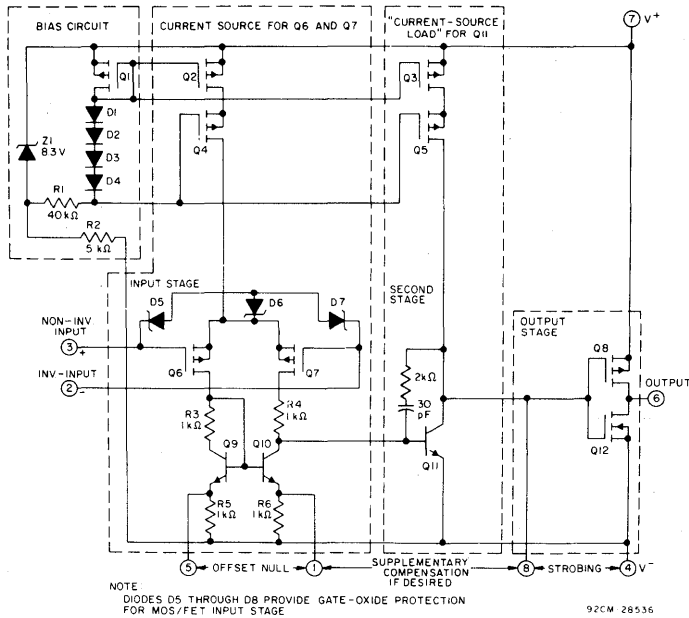 BIAS CIRCUIT
CURRENT SOURCE FOR Q6 AND Q7
"CURRENT-SOURCE
LOAD" FOR Q11
7 V+
Q1
Q2
Q3
D1
D2
D3
D4
Z1
8.3 V
Q4
Q5
R1
40 kΩ
R2
5 kΩ
INPUT STAGE
SECOND
STAGE
D5
D6
D7
OUTPUT
STAGE
NON-INV
INPUT
3 +
Q6
Q7
Q8
OUTPUT
6
INV-INPUT
2 -
2kΩ
30
pF
R3
1kΩ
R4
1kΩ
Q9
Q10
Q11
Q12
R5
1kΩ
R6
1kΩ
5 OFFSET NULL 1
SUPPLEMENTARY
COMPENSATION
IF DESIRED
8 STROBING 4 V-
NOTE:
DIODES D5 THROUGH D8 PROVIDE GATE-OXIDE PROTECTION
FOR MOS/FET INPUT STAGE
92CM-28536